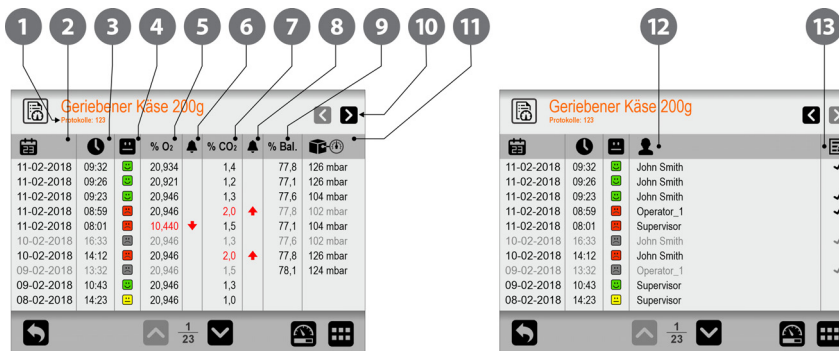 1 2 3 4 5 6 7 8 9 10 11
Geriebener Käse 200g
Protokolle: 123
% O₂ % CO₂ % Bal.
11-02-2018 09:32 20,934 1,4 77,8 126 mbar
11-02-2018 09:26 20,921 1,2 77,1 126 mbar
11-02-2018 09:23 20,946 1,3 77,6 104 mbar
11-02-2018 08:59 20,946 2,0 77,8 102 mbar
11-02-2018 08:01 10,440 1,5 77,1 104 mbar
10-02-2018 16:33 20,946 1,3 77,6 102 mbar
10-02-2018 14:12 20,946 2,0 77,8 126 mbar
09-02-2018 13:32 20,946 1,5 78,1 124 mbar
09-02-2018 10:43 20,946 1,3
08-02-2018 14:23 20,946 1,0
1
23
12 13
Geriebener Käse 200g
Protokolle: 123
11-02-2018 09:32 John Smith
11-02-2018 09:26 John Smith
11-02-2018 09:23 John Smith
11-02-2018 08:59 Operator_1
11-02-2018 08:01 Supervisor
10-02-2018 16:33 John Smith
10-02-2018 14:12 John Smith
09-02-2018 13:32 Operator_1
09-02-2018 10:43 Supervisor
08-02-2018 14:23 Supervisor
1
23